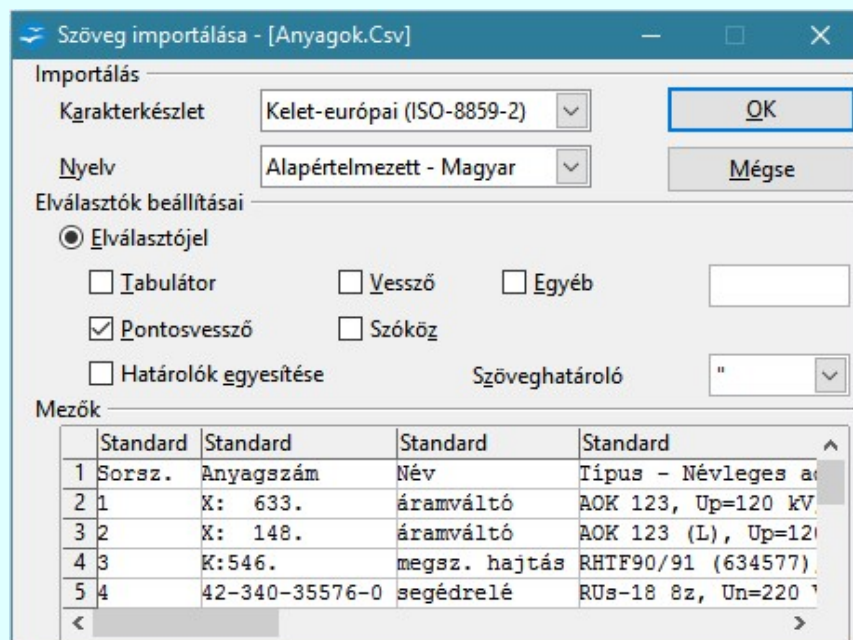 Szöveg importálása - [Anyagok.Csv]
Importálás
Karakterkészlet Kelet-európai (ISO-8859-2) OK
Nyelv Alapértelmezett - Magyar Mégse
Elválasztók beállításai
Elválasztójel
Tabulátor Vessző Egyéb
Pontosvessző Szóköz
Határolók egyesítése Szöveghatároló "
Mezők
Standard Standard Standard Standard
1 Sorsz. Anyagszám Név Típus - Névleges
2 1 X: 633. áramváltó AOK 123, Up=120 kV
3 2 X: 148. áramváltó AOK 123 (L), Up=12
4 3 K:546. megsz. hajtás RHTF90/91 (634577)
5 4 42-340-35576-0 segédrelé RUs-18 8z, Un=220